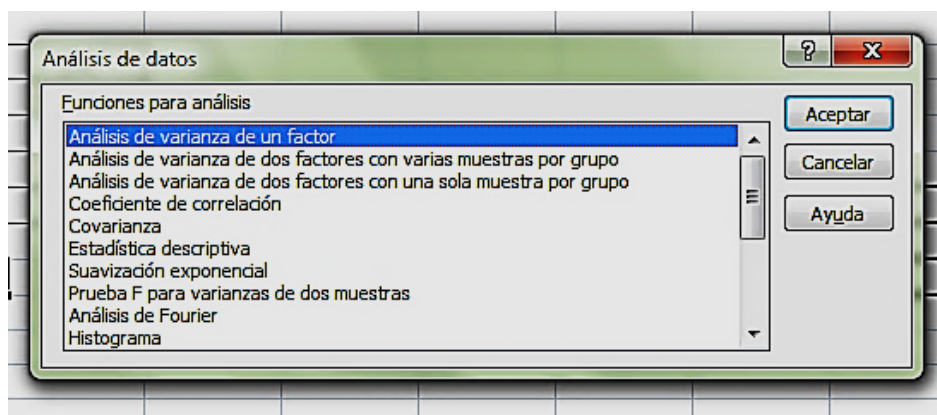 Análisis de datos
Funciones para análisis
Análisis de varianza de un factor
Análisis de varianza de dos factores con varias muestras por grupo
Análisis de varianza de dos factores con una sola muestra por grupo
Coeficiente de correlación
Covarianza
Estadística descriptiva
Suavización exponencial
Prueba F para varianzas de dos muestras
Análisis de Fourier
Histograma
Aceptar
Cancelar
Ayuda